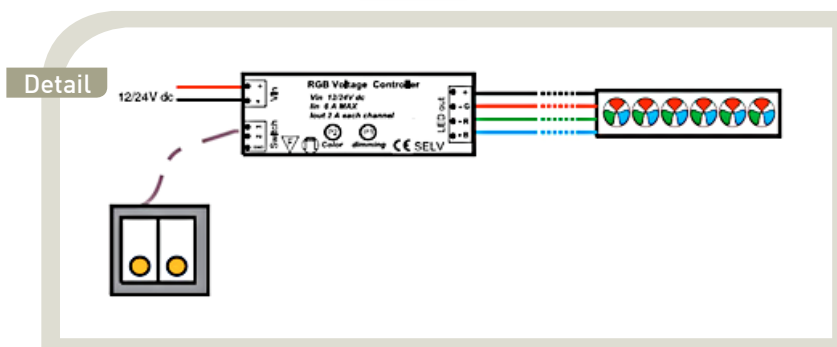 Detail
12/24V dc
Vin
Switch
RGB Voltage Controller
Vin 12/24V dc
Iin 6 A MAX
Iout 2 A each channel
Color dimming
F
CE SELV
LED out
+
-G
-R
-B